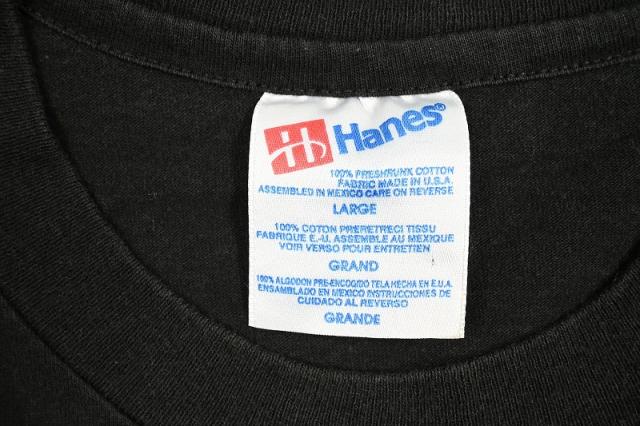 H Hanes®
100% PRESHRUNK COTTON
FABRIC MADE IN U.S.A.
ASSEMBLED IN MEXICO CARE ON REVERSE
LARGE
100% COTON PRERETRECI TISSU
FABRIQUE E.-U. ASSEMBLE AU MEXIQUE
VOIR VERSO POUR ENTRETIEN
GRAND
100% ALGODON PRE-ENCOGIDO TELA HECHA EN E.U.A.
ENSAMBLADO EN MEXICO INSTRUCCIONES DE
CUIDADO AL REVERSO
GRANDE